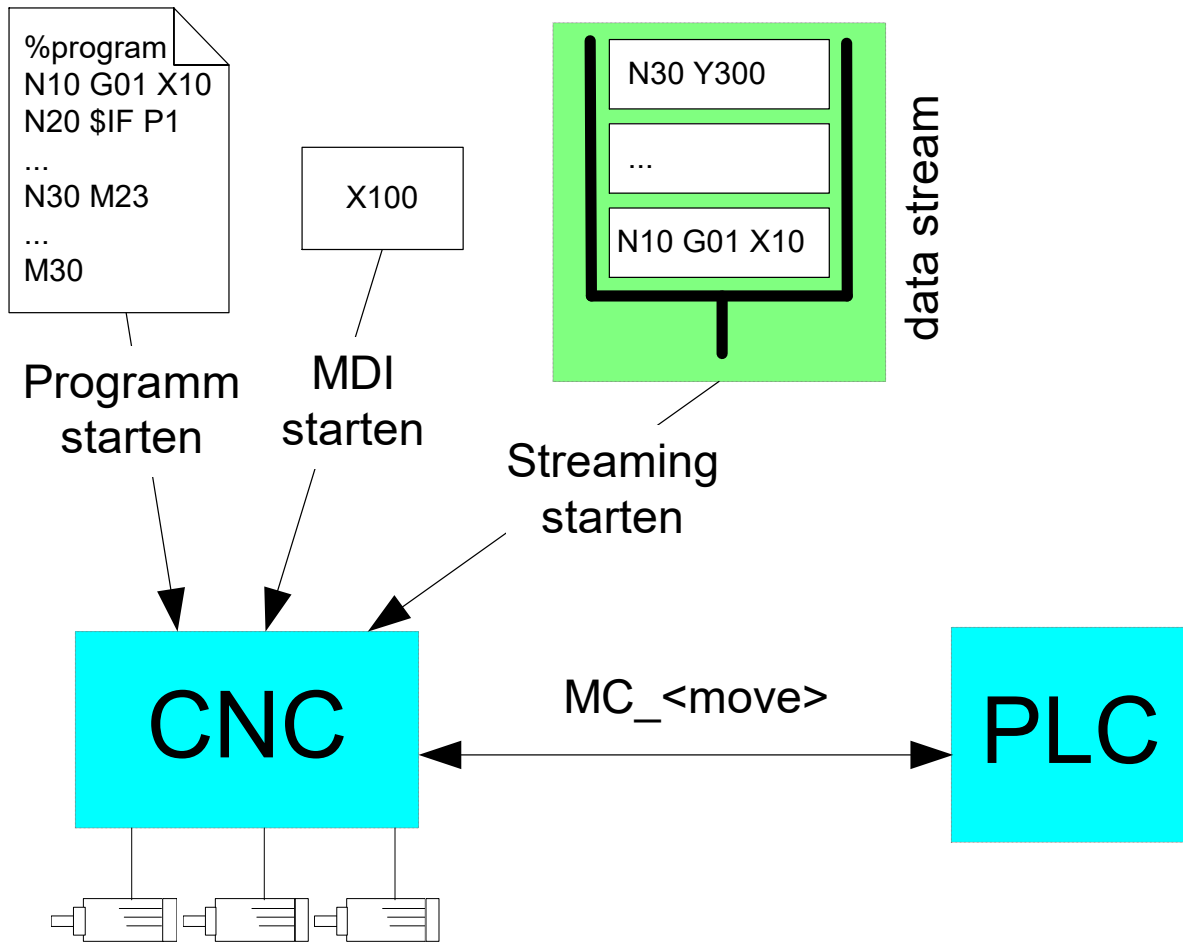 %program
N10 G01 X10
N20 $IF P1
...
N30 M23
...
M30
X100
N30 Y300
...
N10 G01 X10
data stream
Programm
starten
MDI
starten
Streaming
starten
CNC
MC_<move>
PLC